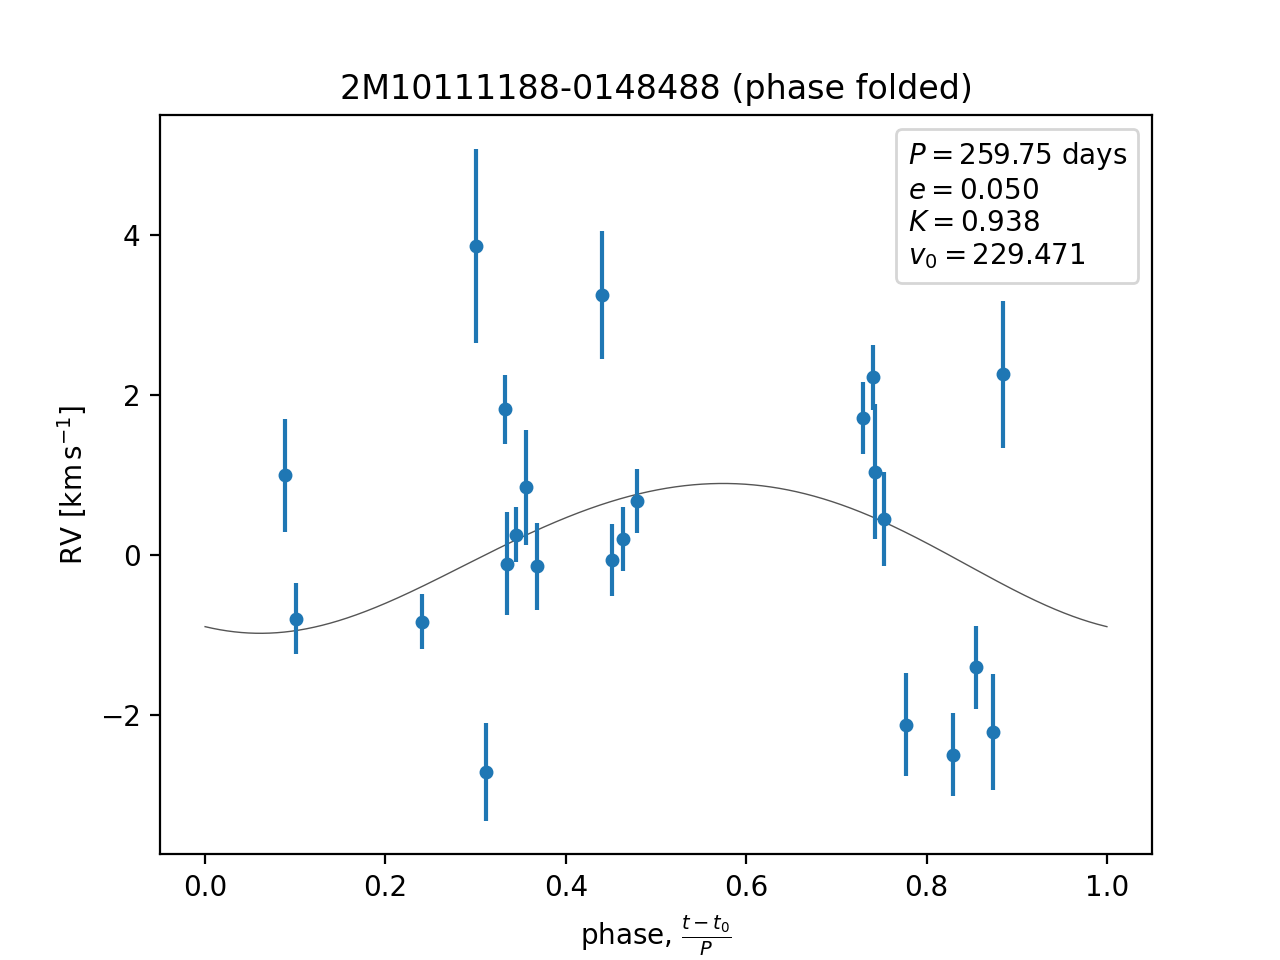 2M10111188-0148488 (phase folded)
P = 259.75 days
e = 0.050
K = 0.938
v₀ = 229.471
RV [km s⁻¹]
4
2
0
−2
0.0 0.2 0.4 0.6 0.8 1.0
phase, (t − t₀)/P